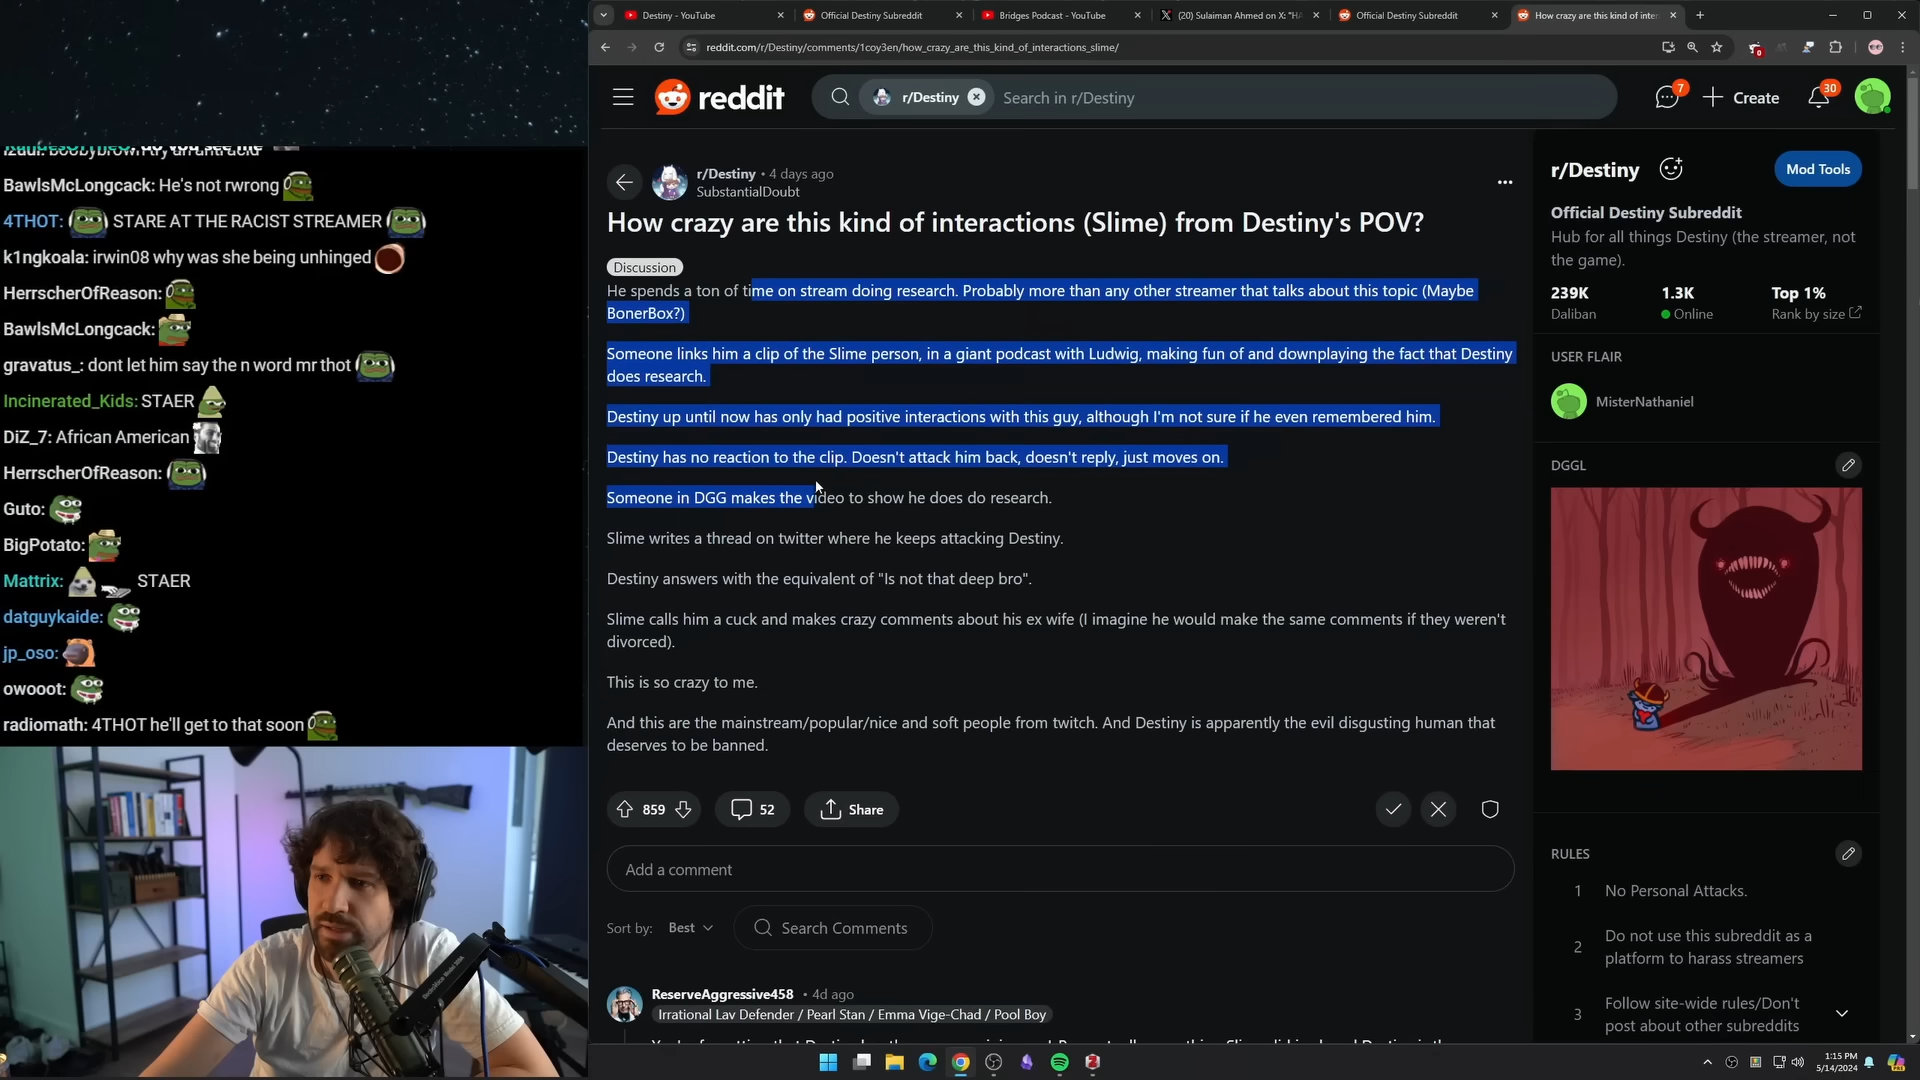 Destiny - YouTube
Official Destiny Subreddit
Bridges Podcast - YouTube
(20) Sulaiman Ahmed on X: "HA
Official Destiny Subreddit
How crazy are this kind of inter
reddit.com/r/Destiny/comments/1coy3en/how_crazy_are_this_kind_of_interactions_slime/
reddit
r/Destiny
Search in r/Destiny
7
Create
30
BawlsMcLongcack: He's not rwrong
4THOT: STARE AT THE RACIST STREAMER
k1ngkoala: irwin08 why was she being unhinged
HerrscherOfReason:
BawlsMcLongcack:
gravatus_: dont let him say the n word mr thot
Incinerated_Kids: STAER
DiZ_7: African American
HerrscherOfReason:
Guto:
BigPotato:
Mattrix: STAER
datguykaide:
jp_oso:
owooot:
radiomath: 4THOT he'll get to that soon
r/Destiny • 4 days ago
SubstantialDoubt
How crazy are this kind of interactions (Slime) from Destiny's POV?
Discussion
He spends a ton of time on stream doing research. Probably more than any other streamer that talks about this topic (Maybe
BonerBox?)
Someone links him a clip of the Slime person, in a giant podcast with Ludwig, making fun of and downplaying the fact that Destiny
does research.
Destiny up until now has only had positive interactions with this guy, although I'm not sure if he even remembered him.
Destiny has no reaction to the clip. Doesn't attack him back, doesn't reply, just moves on.
Someone in DGG makes the video to show he does do research.
Slime writes a thread on twitter where he keeps attacking Destiny.
Destiny answers with the equivalent of "Is not that deep bro".
Slime calls him a cuck and makes crazy comments about his ex wife (I imagine he would make the same comments if they weren't
divorced).
This is so crazy to me.
And this are the mainstream/popular/nice and soft people from twitch. And Destiny is apparently the evil disgusting human that
deserves to be banned.
859
52
Share
Add a comment
Sort by: Best
Search Comments
ReserveAggressive458 • 4d ago
Irrational Lav Defender / Pearl Stan / Emma Vige-Chad / Pool Boy
r/Destiny
Mod Tools
Official Destiny Subreddit
Hub for all things Destiny (the streamer, not
the game).
239K
1.3K
Top 1%
Daliban
Online
Rank by size
USER FLAIR
MisterNathaniel
DGGL
RULES
1 No Personal Attacks.
2 Do not use this subreddit as a
platform to harass streamers
3 Follow site-wide rules/Don't
post about other subreddits
1:15 PM
5/14/2024